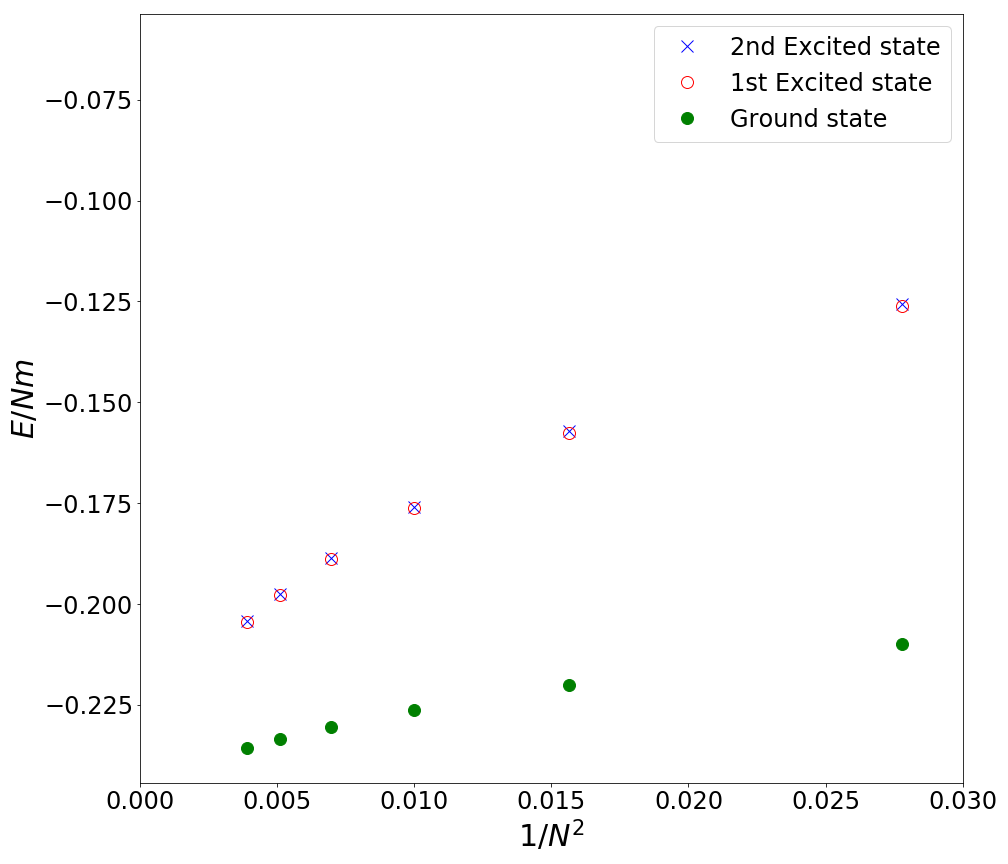 2nd Excited state
1st Excited state
Ground state
−0.075
−0.100
−0.125
−0.150
−0.175
−0.200
−0.225
E/Nm
0.000 0.005 0.010 0.015 0.020 0.025 0.030
1/N²